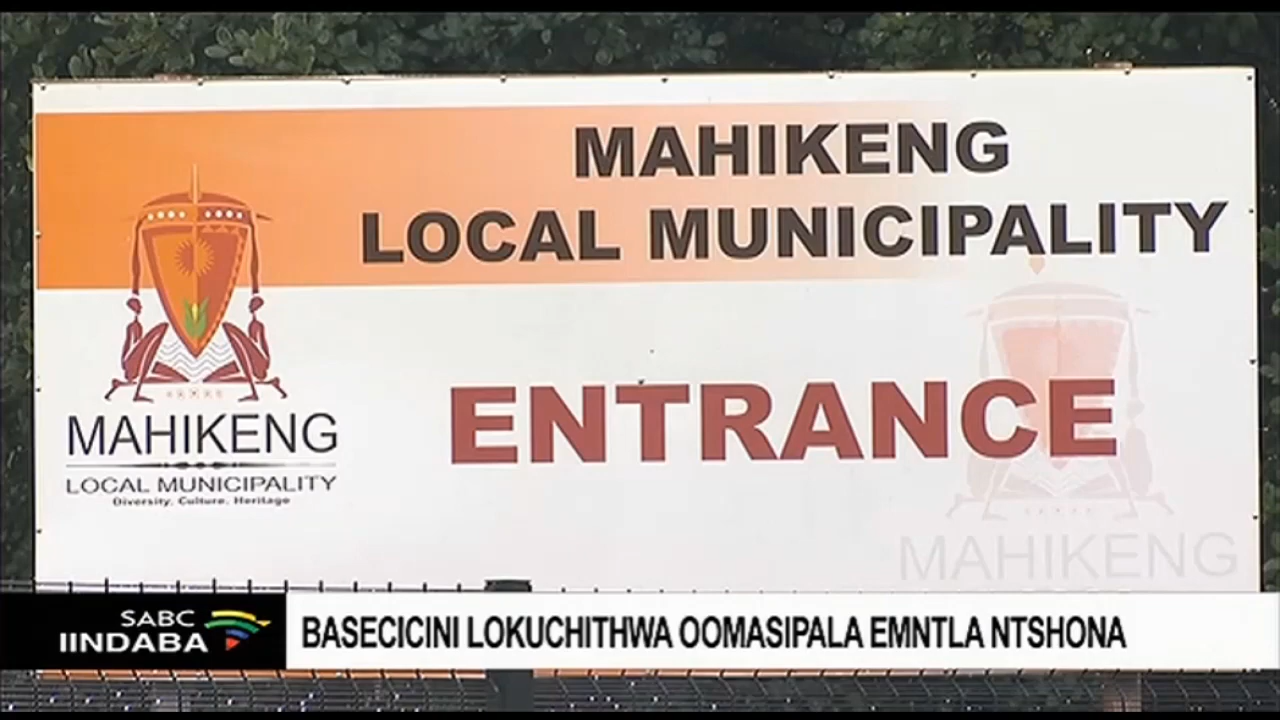 MAHIKENG
LOCAL MUNICIPALITY
ENTRANCE
MAHIKENG
LOCAL MUNICIPALITY
Diversity. Culture. Heritage
MAHIKENG
SABC
IINDABA
BASECICINI LOKUCHITHWA OOMASIPALA EMNTLA NTSHONA